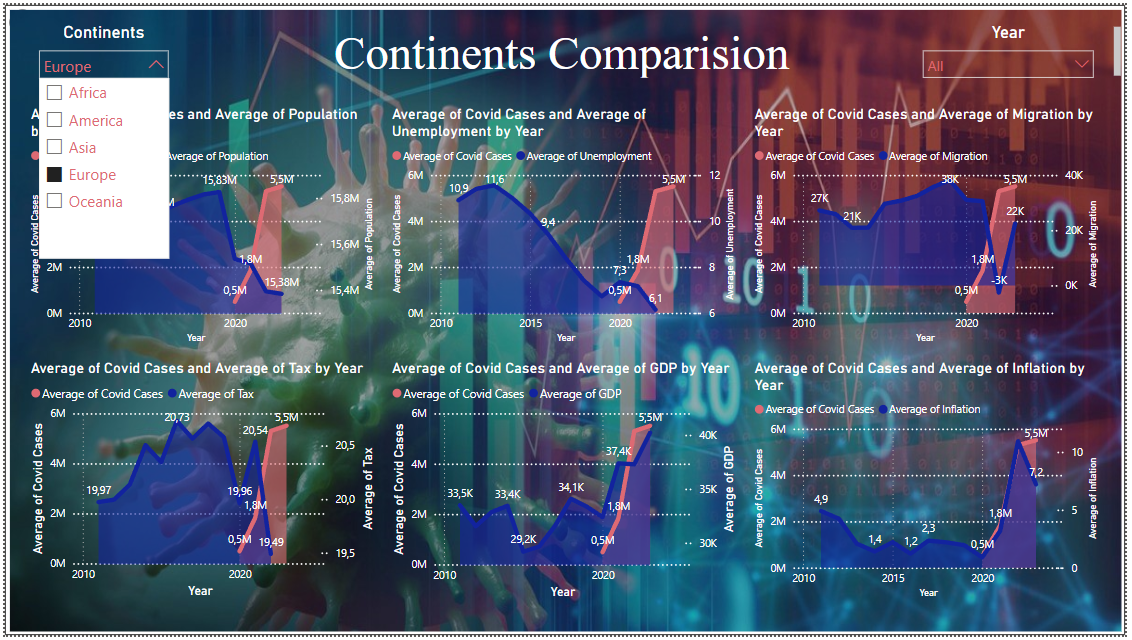 Continents
Continents Comparision
Year
Europe
All
Africa
America
Asia
Europe
Oceania
A
es and Average of Population
b
Average of Population
15,83M
5,5M
M
15,8M
15,6M
15,4M
Average of Covid Cases
Average of Population
2M
0M
1,8M
0,5M
15,38M
2010
2020
Year
Average of Covid Cases and Average of
Unemployment by Year
Average of Covid Cases
Average of Unemployment
6M
4M
2M
0M
Average of Covid Cases
10,9
11,6
9,4
7,3
0,5M
1,8M
5,5M
6,1
12
10
8
6
Average of Unemployment
2010
2015
2020
Year
Average of Covid Cases and Average of Migration by
Year
Average of Covid Cases
Average of Migration
6M
4M
2M
0M
Average of Covid Cases
27K
21K
38K
5,5M
22K
1,8M
-3K
0,5M
40K
20K
0K
Average of Migration
2010
2020
Year
Average of Covid Cases and Average of Tax by Year
Average of Covid Cases
Average of Tax
6M
4M
2M
0M
Average of Covid Cases
19,97
20,73
20,54
5,5M
19,96
1,8M
0,5M
19,49
20,5
20,0
19,5
Average of Tax
2010
2020
Year
Average of Covid Cases and Average of GDP by Year
Average of Covid Cases
Average of GDP
6M
4M
2M
0M
Average of Covid Cases
33,5K
33,4K
29,2K
34,1K
37,4K
5,5M
1,8M
0,5M
40K
35K
30K
Average of GDP
2010
2020
Year
Average of Covid Cases and Average of Inflation by
Year
Average of Covid Cases
Average of Inflation
6M
4M
2M
0M
Average of Covid Cases
4,9
1,4
1,2
2,3
0,5M
1,8M
5,5M
7,2
10
5
0
Average of Inflation
2010
2015
2020
Year